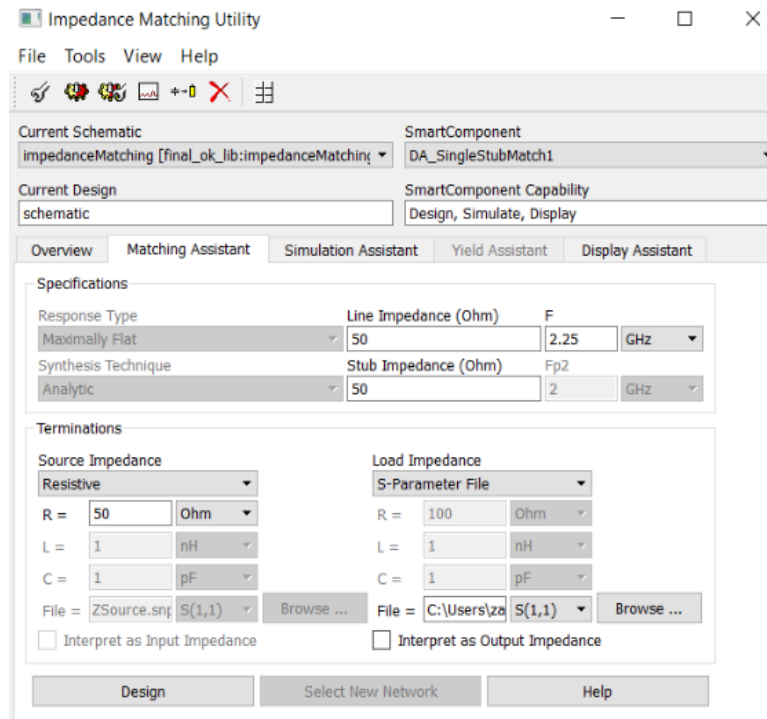 Impedance Matching Utility
File Tools View Help
Current Schematic SmartComponent
impedanceMatching [final_ok_lib:impedanceMatching DA_SingleStubMatch1
Current Design SmartComponent Capability
schematic Design, Simulate, Display
Overview Matching Assistant Simulation Assistant Yield Assistant Display Assistant
Specifications
Response Type Line Impedance (Ohm) F
Maximally Flat 50 2.25 GHz
Synthesis Technique Stub Impedance (Ohm) Fp2
Analytic 50 2 GHz
Terminations
Source Impedance Load Impedance
Resistive S-Parameter File
R = 50 Ohm R = 100 Ohm
L = 1 nH L = 1 nH
C = 1 pF C = 1 pF
File = ZSource.snp S(1,1) Browse ... File = C:\Users\za S(1,1) Browse ...
Interpret as Input Impedance Interpret as Output Impedance
Design Select New Network Help